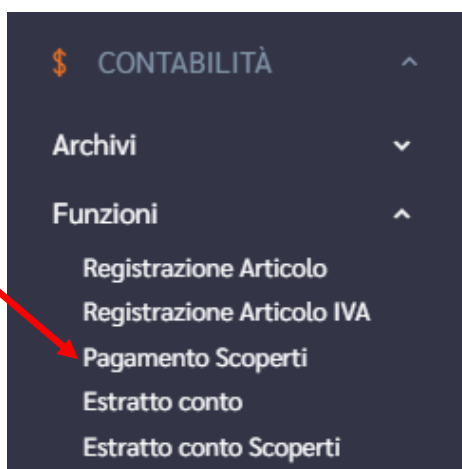 $ CONTABILITÀ
Archivi
Funzioni
Registrazione Articolo
Registrazione Articolo IVA
Pagamento Scoperti
Estratto conto
Estratto conto Scoperti